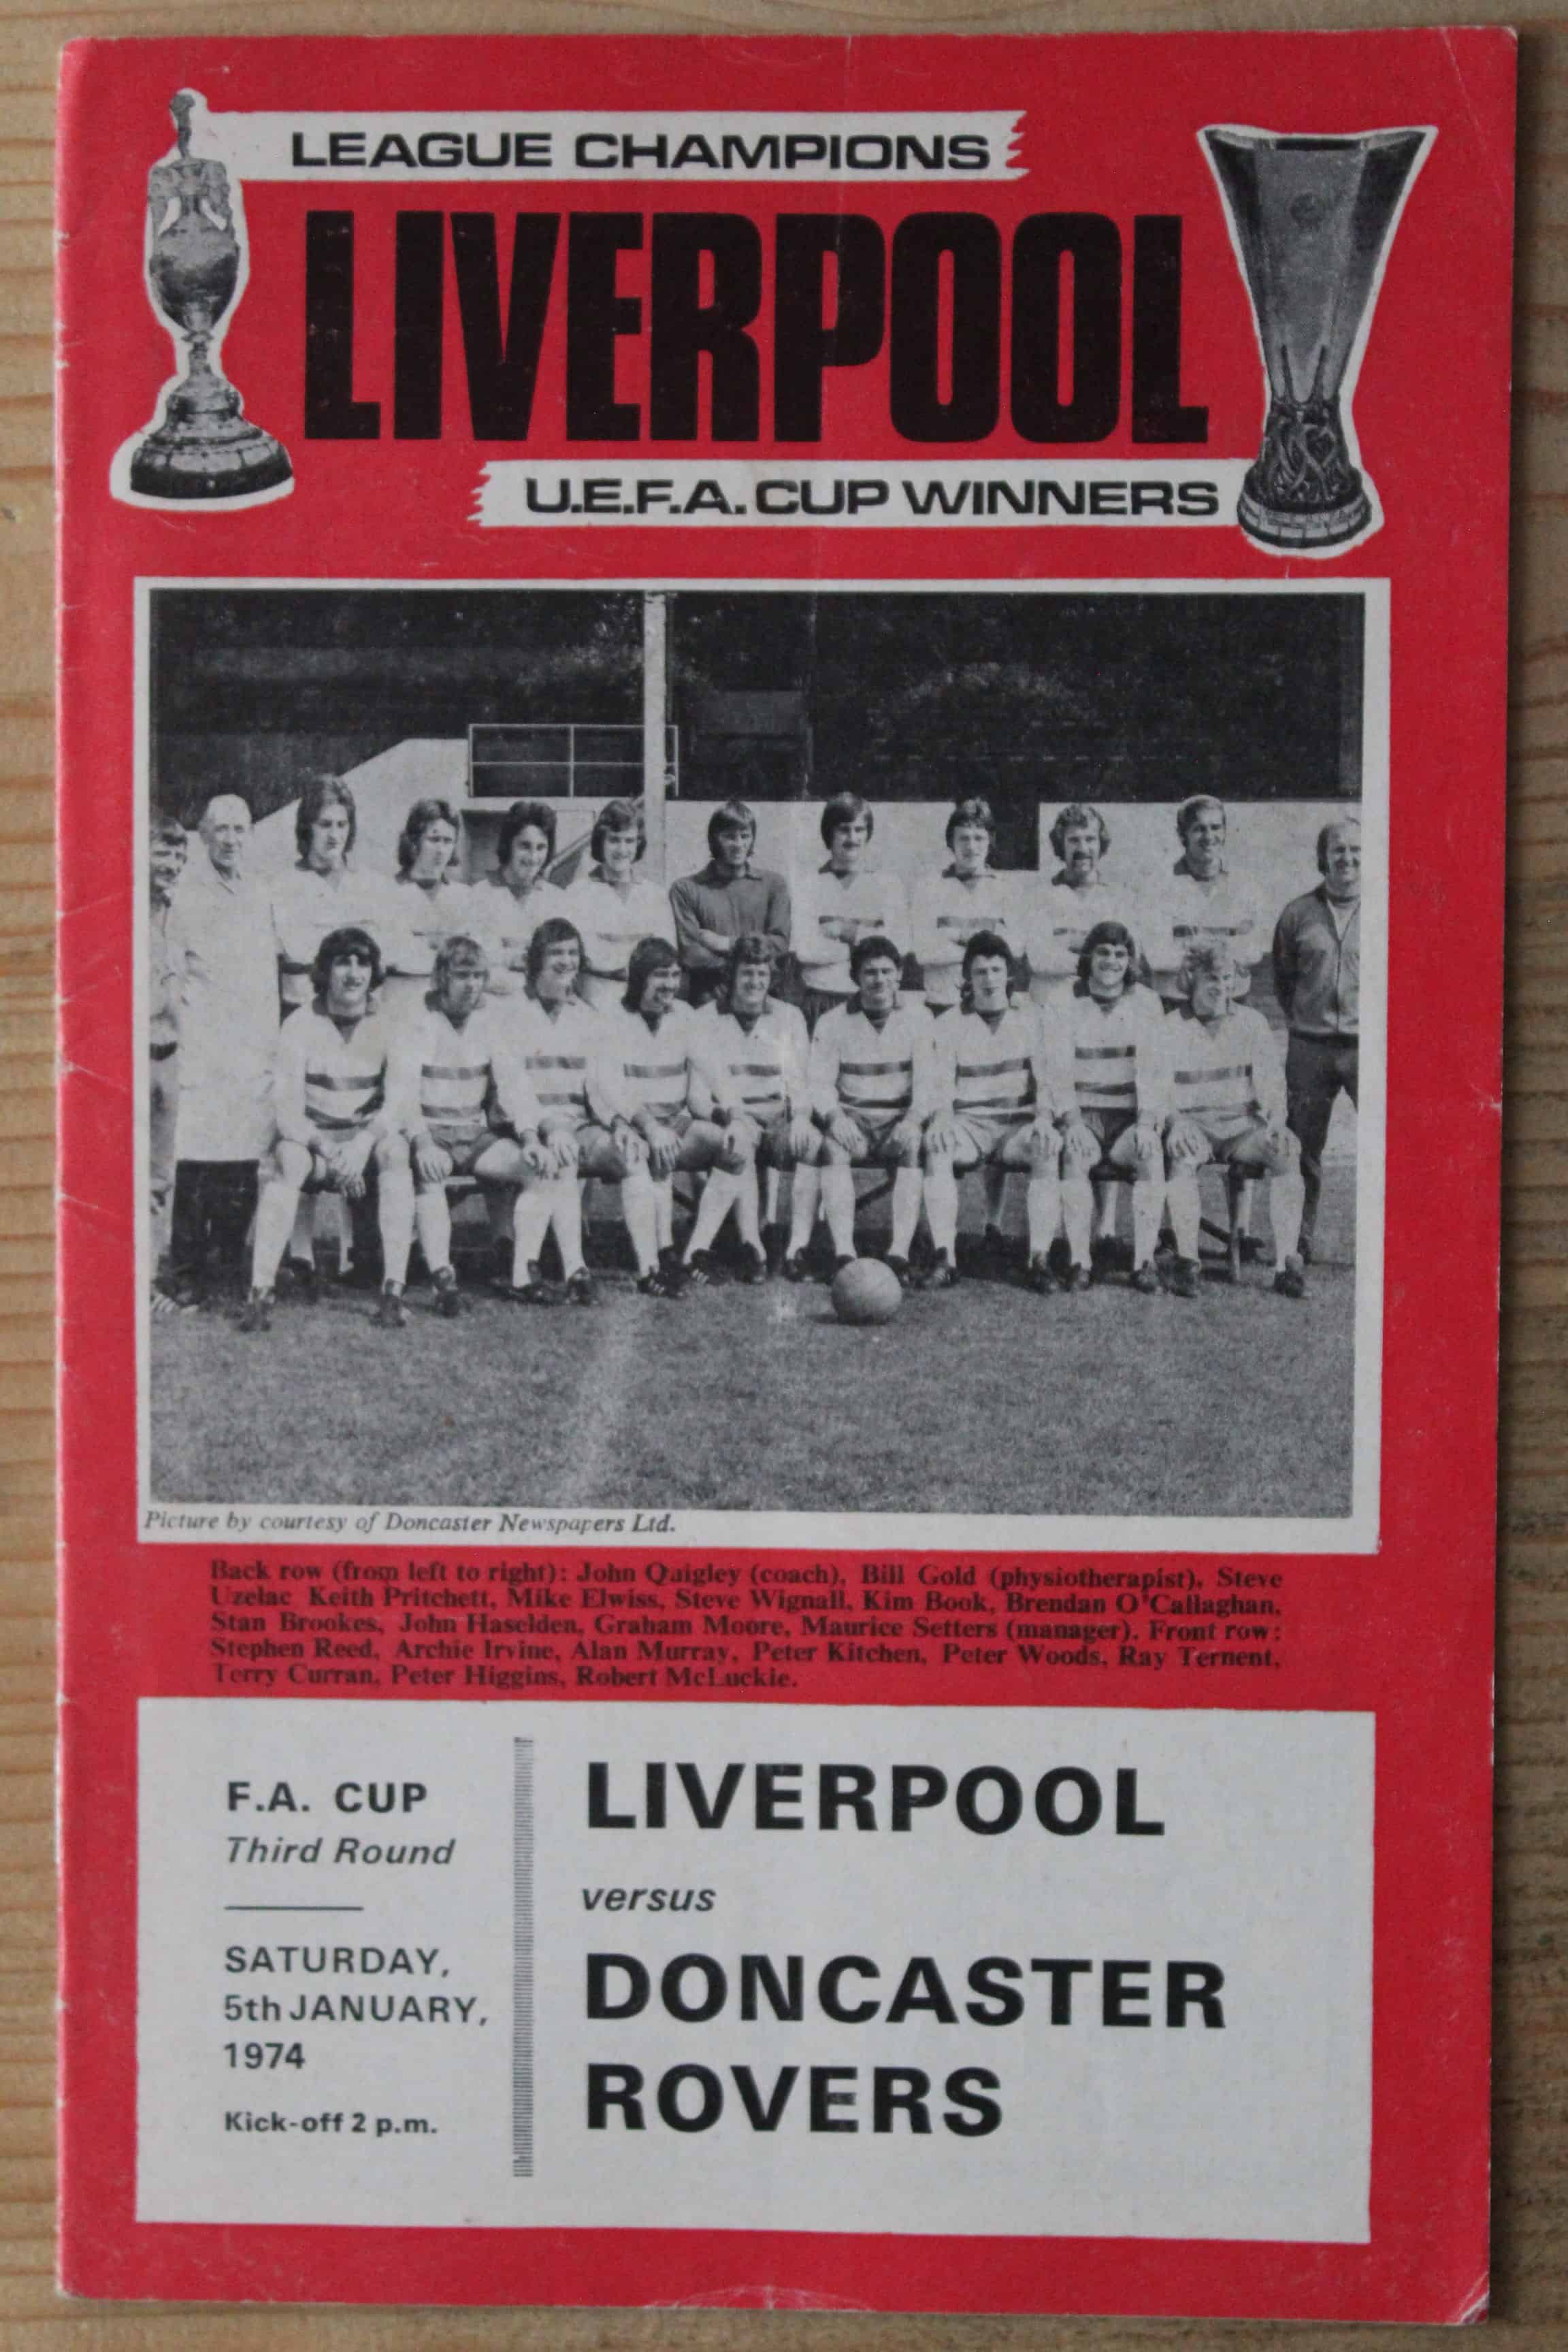 LEAGUE CHAMPIONS
LIVERPOOL
U.E.F.A. CUP WINNERS
Picture by courtesy of Doncaster Newspapers Ltd.
Back row (from left to right): John Quigley (coach), Bill Gold (physiotherapist), Steve
Uzelac Keith Pritchett, Mike Elwiss, Steve Wignall, Kim Book, Brendan O'Callaghan,
Stan Brookes, John Haselden, Graham Moore, Maurice Setters (manager). Front row:
Stephen Reed, Archie Irvine, Alan Murray, Peter Kitchen, Peter Woods, Ray Ternent,
Terry Curran, Peter Higgins, Robert McLuckie.
F.A. CUP
Third Round
SATURDAY,
5th JANUARY,
1974
Kick-off 2 p.m.
LIVERPOOL
versus
DONCASTER
ROVERS